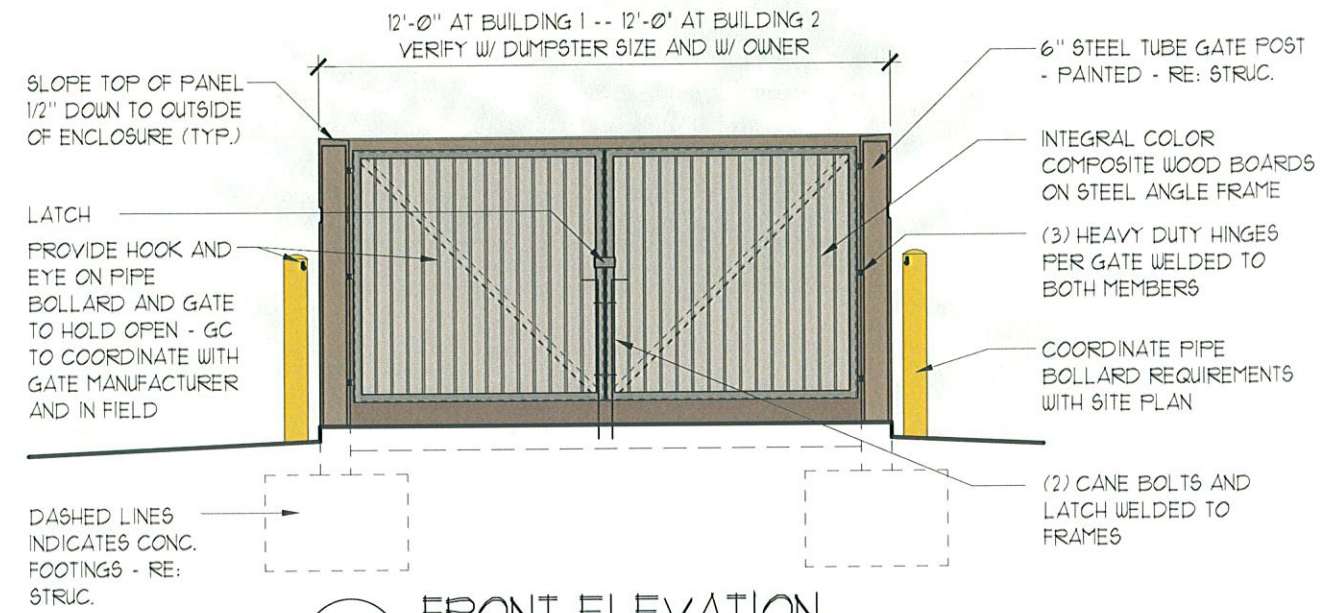 12'-0" AT BUILDING 1 -- 12'-0" AT BUILDING 2
VERIFY W/ DUMPSTER SIZE AND W/ OWNER
SLOPE TOP OF PANEL
1/2" DOWN TO OUTSIDE
OF ENCLOSURE (TYP.)
LATCH
PROVIDE HOOK AND
EYE ON PIPE
BOLLARD AND GATE
TO HOLD OPEN - GC
TO COORDINATE WITH
GATE MANUFACTURER
AND IN FIELD
DASHED LINES
INDICATES CONC.
FOOTINGS - RE:
STRUC.
6" STEEL TUBE GATE POST
- PAINTED - RE: STRUC.
INTEGRAL COLOR
COMPOSITE WOOD BOARDS
ON STEEL ANGLE FRAME
(3) HEAVY DUTY HINGES
PER GATE WELDED TO
BOTH MEMBERS
COORDINATE PIPE
BOLLARD REQUIREMENTS
WITH SITE PLAN
(2) CANE BOLTS AND
LATCH WELDED TO
FRAMES
FRONT ELEVATION